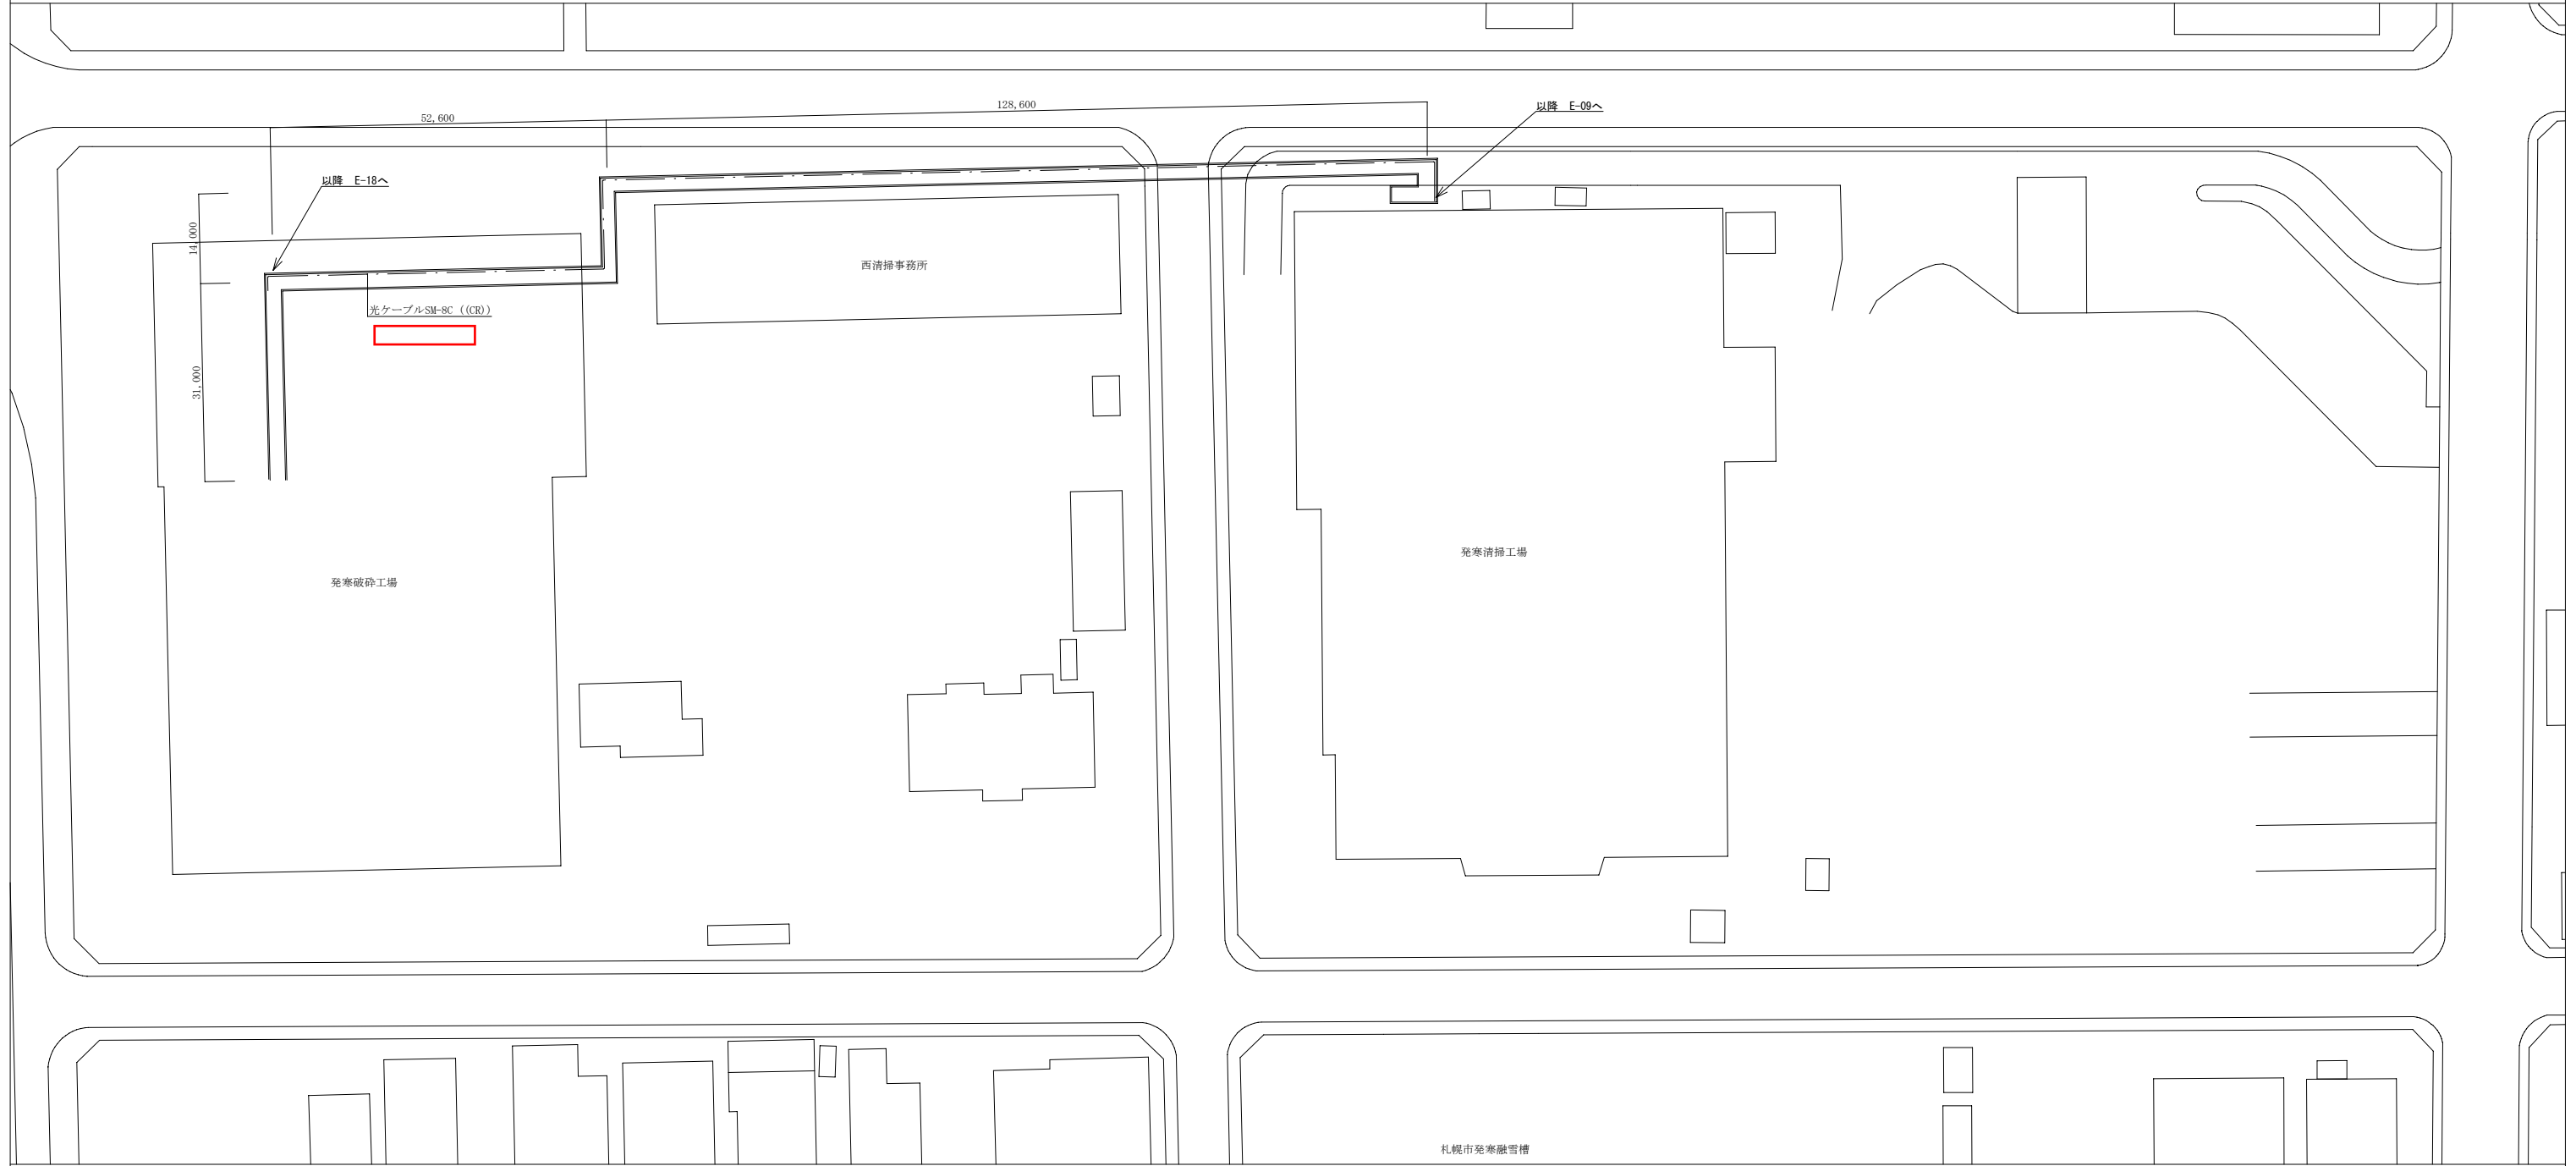 128,600
以降　E-09へ
52,600
以降　E-18へ
14,000
西清掃事務所
光ケーブルSM-8C ((CR))
31,000
発寒清掃工場
発寒破砕工場
札幌市発寒融雪槽